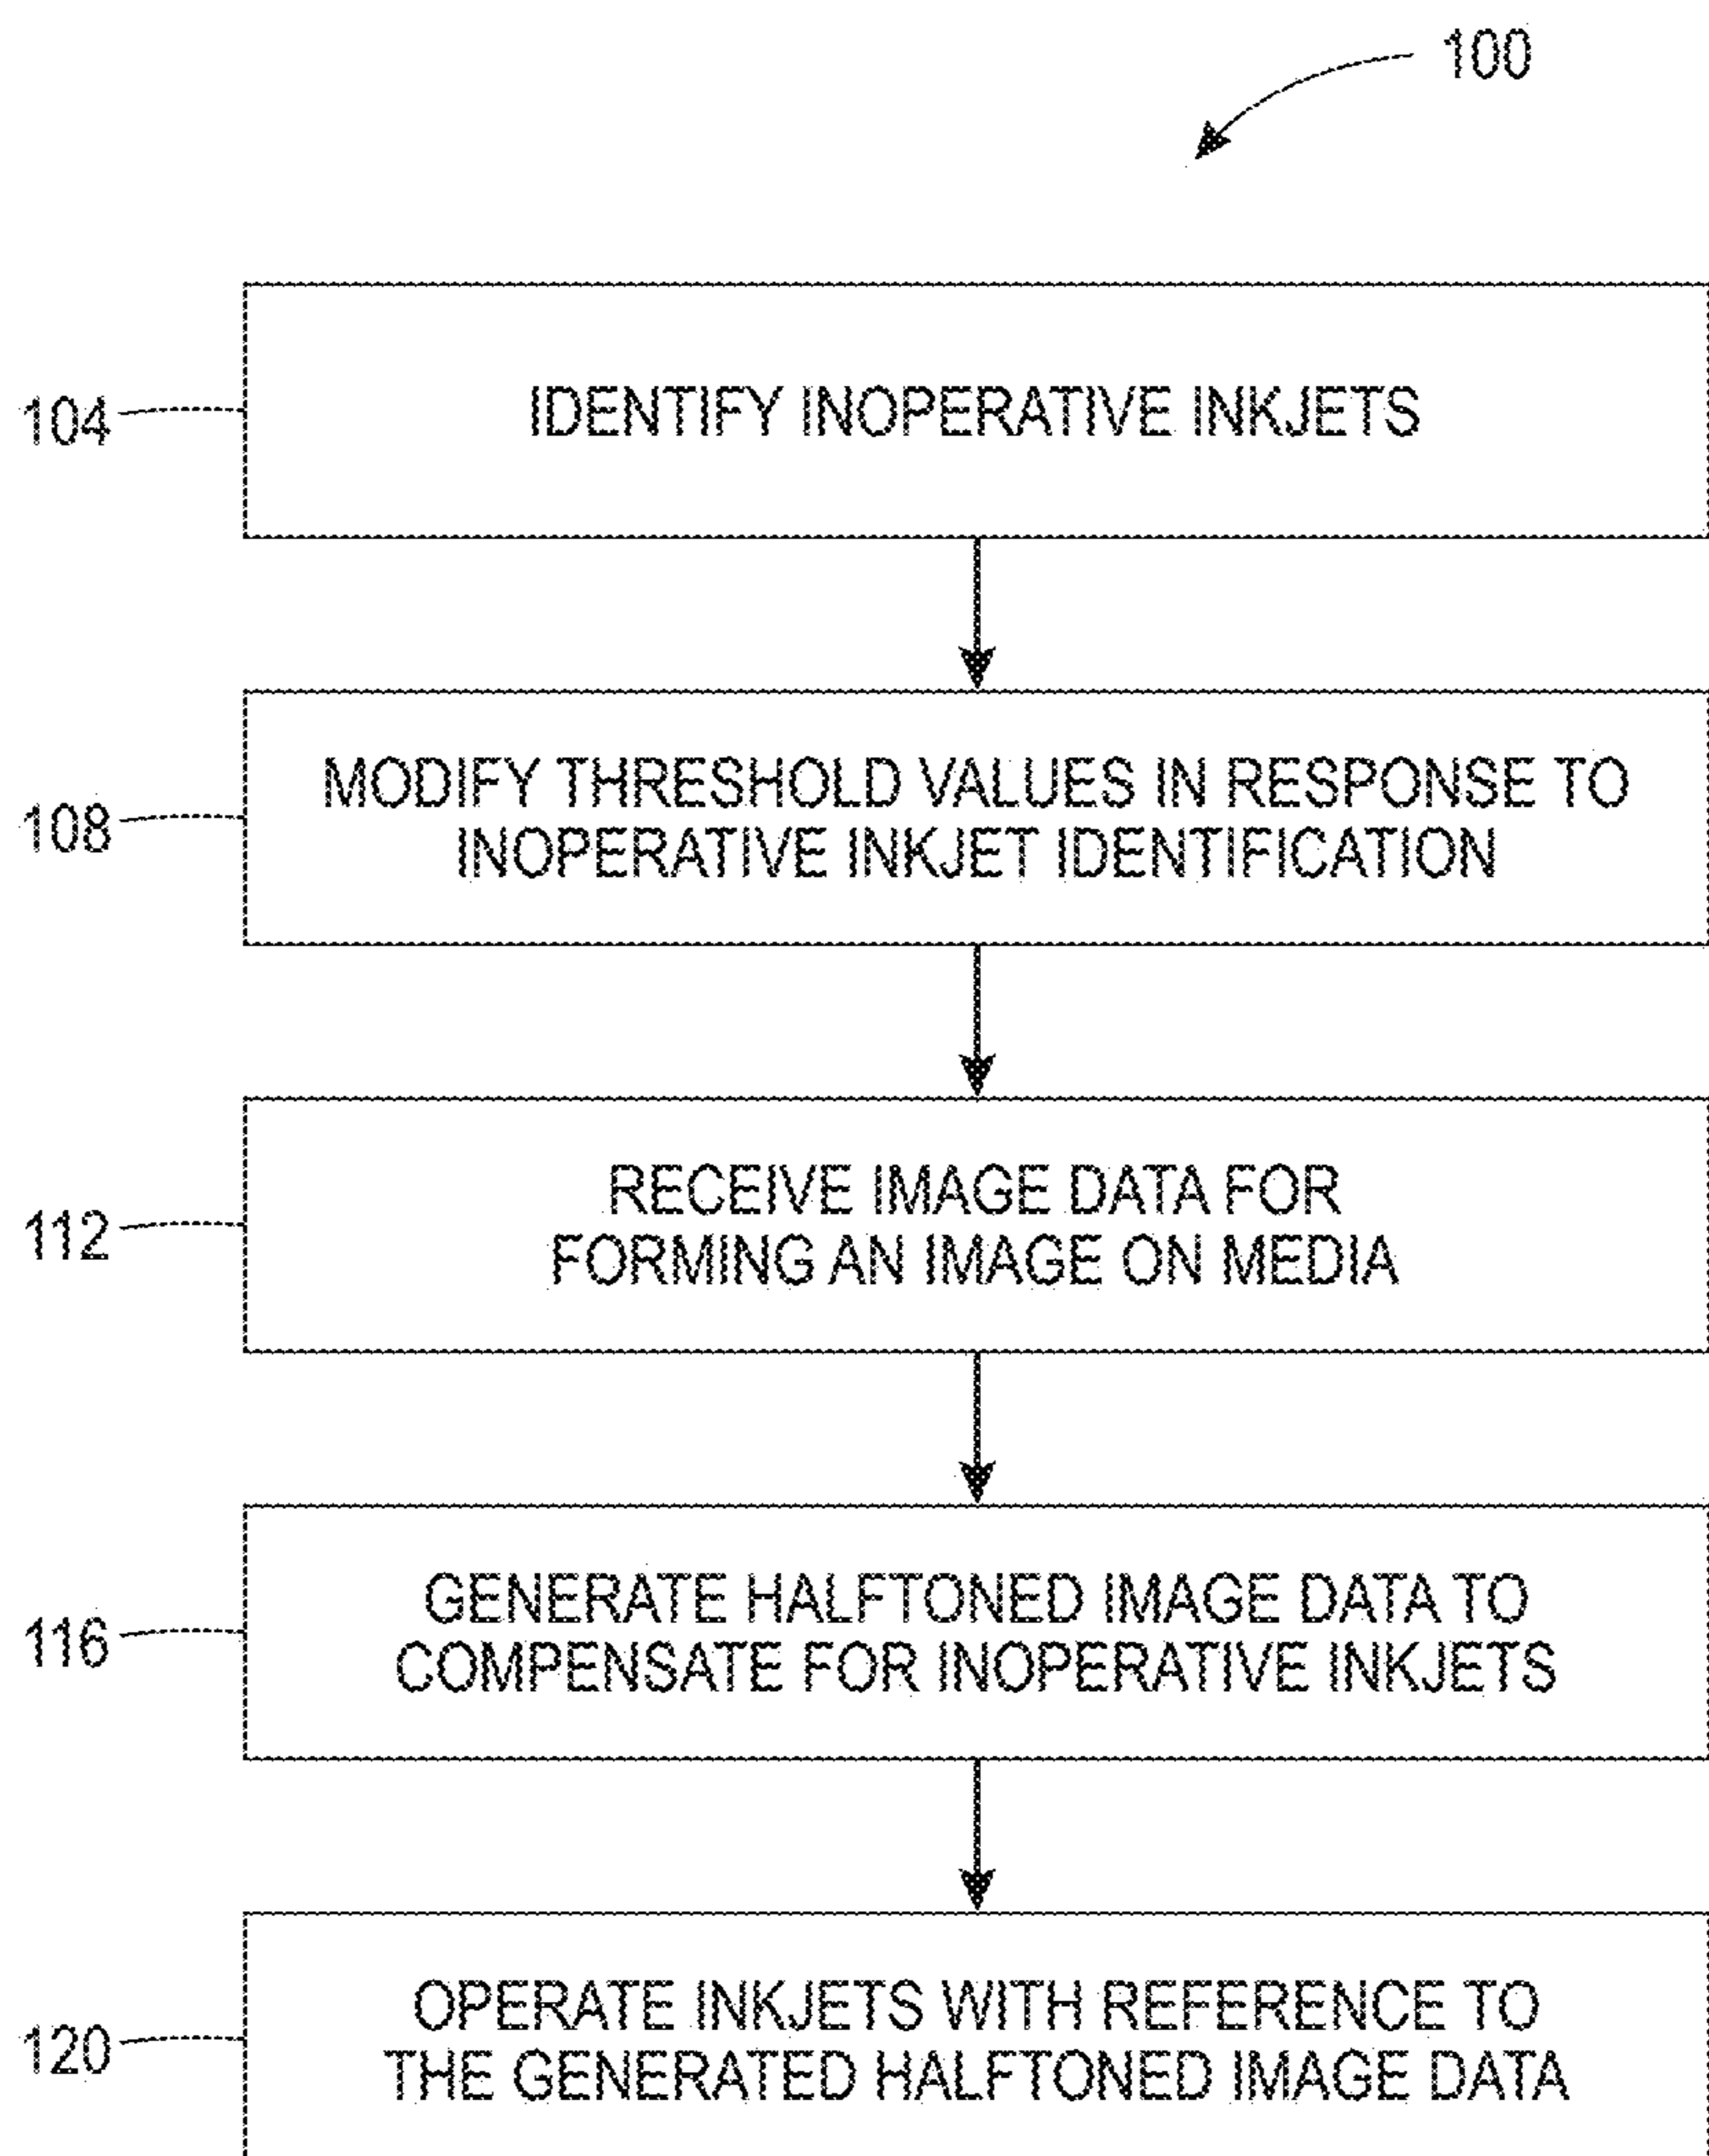 100
104
IDENTIFY INOPERATIVE INKJETS
108
MODIFY THRESHOLD VALUES IN RESPONSE TO
INOPERATIVE INKJET IDENTIFICATION
112
RECEIVE IMAGE DATA FOR
FORMING AN IMAGE ON MEDIA
116
GENERATE HALFTONED IMAGE DATA TO
COMPENSATE FOR INOPERATIVE INKJETS
120
OPERATE INKJETS WITH REFERENCE TO
THE GENERATED HALFTONED IMAGE DATA